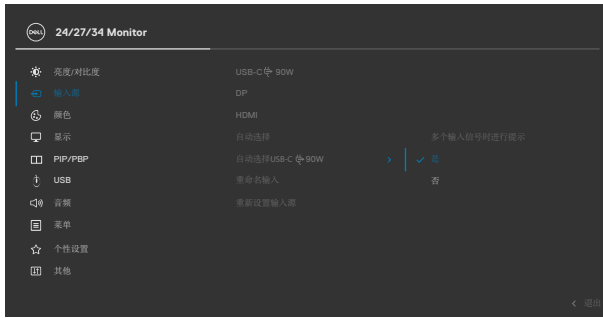 DELL
24/27/34 Monitor
亮度/对比度
USB-C 90W
输入源
DP
颜色
HDMI
显示
自动选择
多个输入信号时进行提示
PIP/PBP
自动选择USB-C 90W
是
USB
重命名输入
否
音频
重新设置输入源
菜单
个性设置
其他
退出